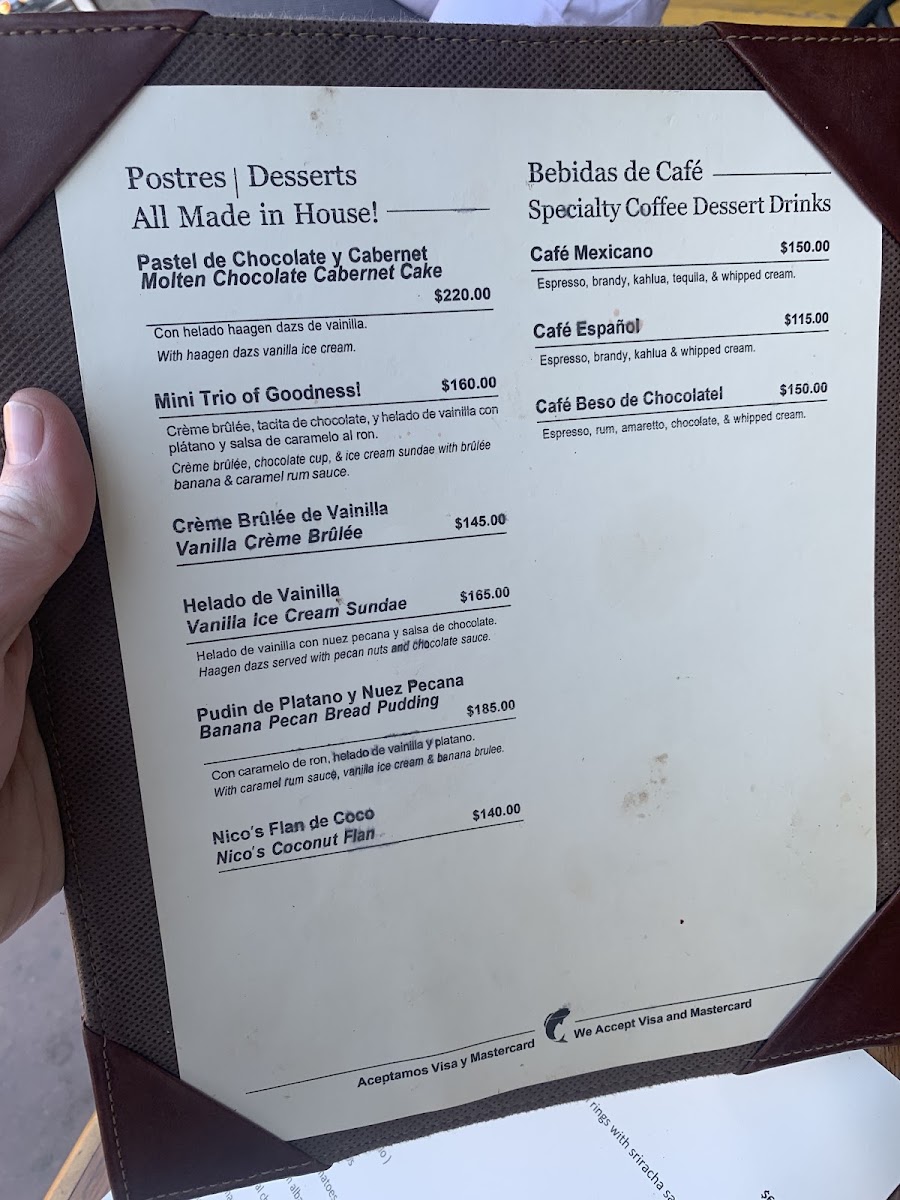 Postres | Desserts
All Made in House!
Pastel de Chocolate y Cabernet
Molten Chocolate Cabernet Cake
$220.00
Con helado haagen dazs de vainilla.
With haagen dazs vanilla ice cream.
Mini Trio of Goodness! $160.00
Crème brûlée, tacita de chocolate, y helado de vainilla con
plátano y salsa de caramelo al ron.
Crème brûlée, chocolate cup, & ice cream sundae with brûlée
banana & caramel rum sauce.
Crème Brûlée de Vainilla
Vanilla Crème Brûlée $145.00
Helado de Vainilla
Vanilla Ice Cream Sundae $165.00
Helado de vainilla con nuez pecana y salsa de chocolate.
Haagen dazs served with pecan nuts and chocolate sauce.
Pudin de Platano y Nuez Pecana
Banana Pecan Bread Pudding $185.00
Con caramelo de ron, helado de vainilla y platano.
With caramel rum sauce, vanilla ice cream & banana brulee.
Nico's Flan de Coco
Nico's Coconut Flan $140.00
Bebidas de Café
Specialty Coffee Dessert Drinks
Café Mexicano $150.00
Espresso, brandy, kahlua, tequila, & whipped cream.
Café Español $115.00
Espresso, brandy, kahlua & whipped cream.
Café Beso de Chocolatel $150.00
Espresso, rum, amaretto, chocolate, & whipped cream.
Aceptamos Visa y Mastercard
We Accept Visa and Mastercard
rings with sriracha